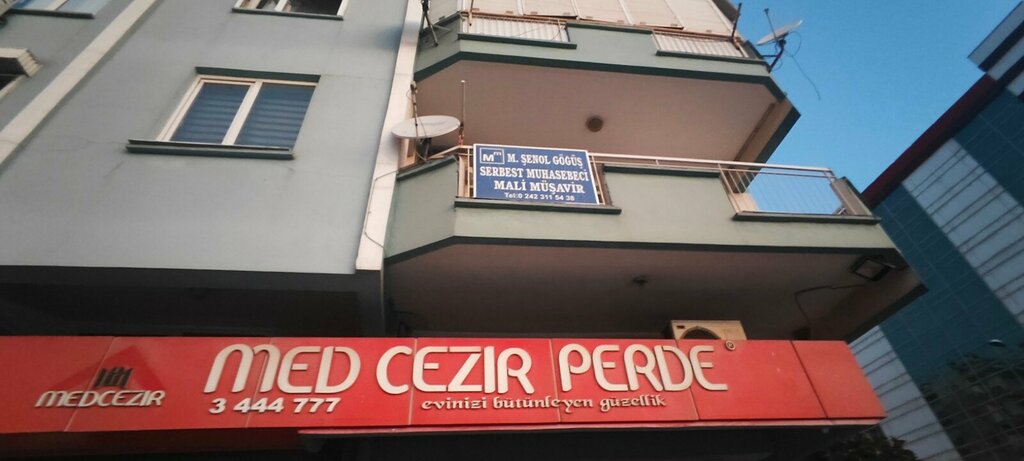 M. ŞENOL GÖĞÜŞ
SERBEST MUHASEBECİ
MALİ MÜŞAVİR
Tel:0 242 311 54 38
MED CEZİR PERDE
MEDCEZIR
3 444 777
evinizi bütünleyen güzellik